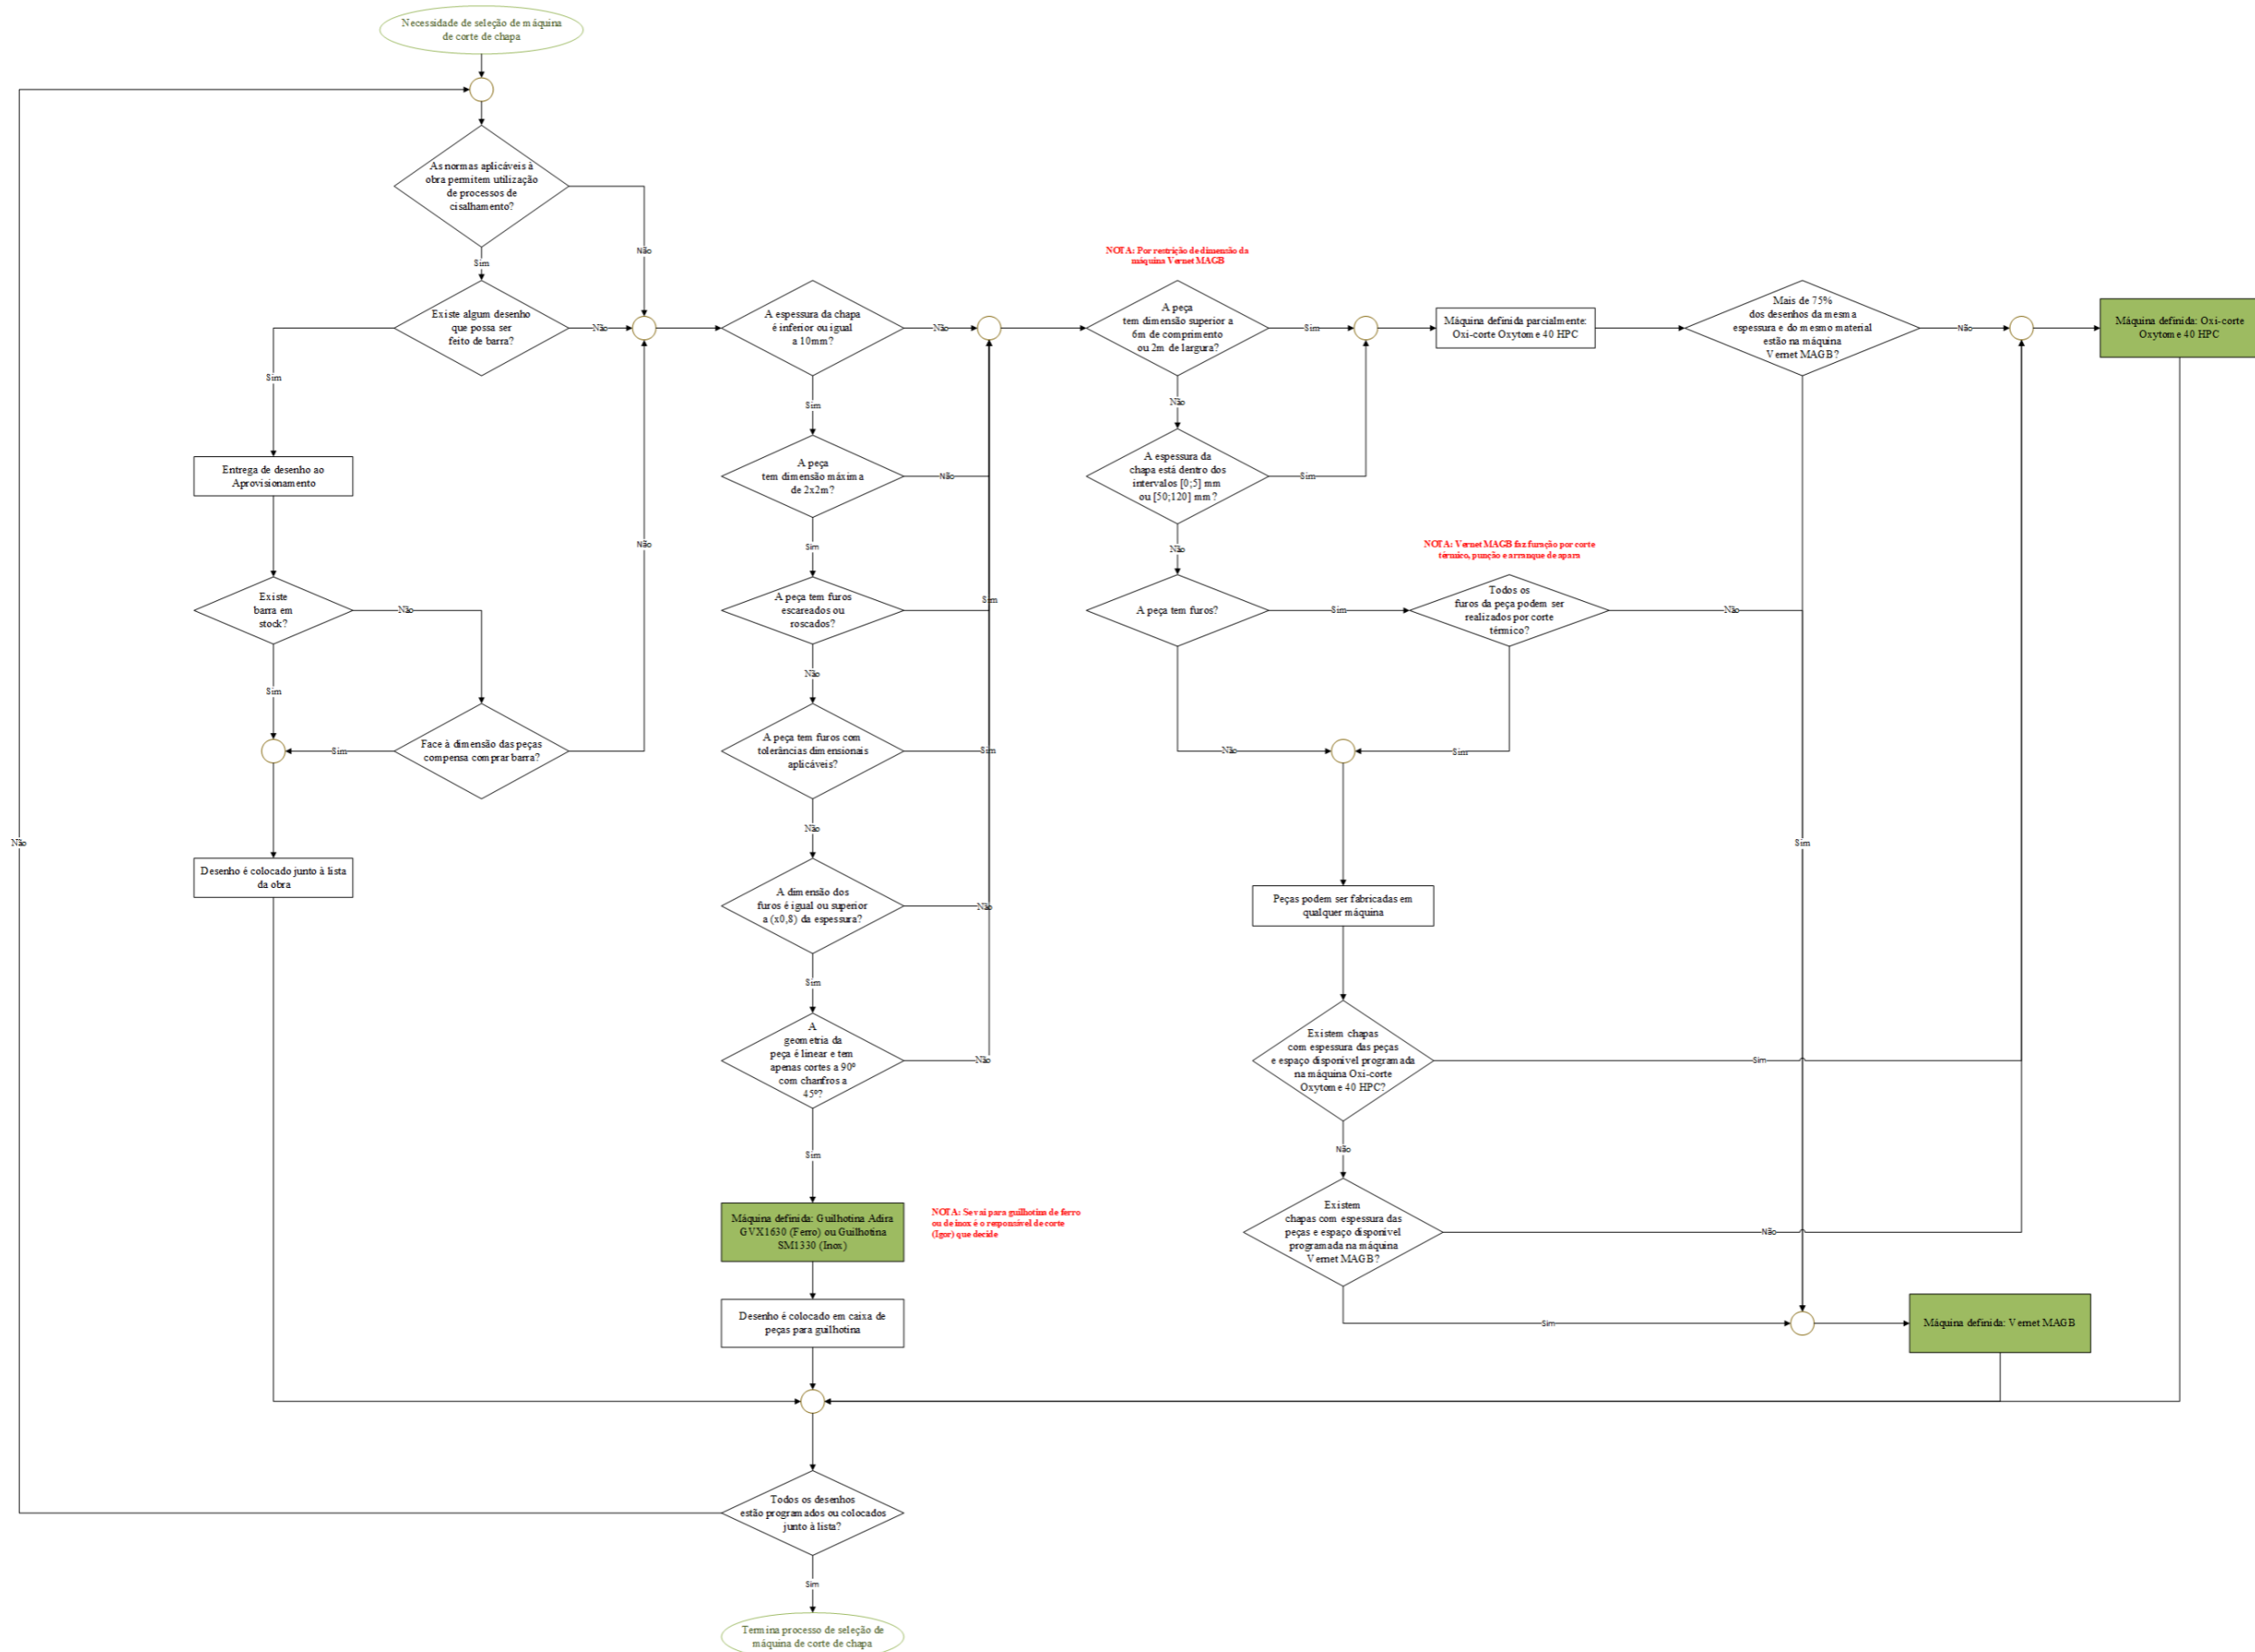 Necessidade de seleção de máquina
de corte de chapa
As normas aplicáveis à
obra permitem utilização
de processos de
cisalhamento?
Não
Sim
Existe algum desenho
que possa ser
feito de barra?
Não
Sim
Entrega de desenho ao
Aprovisionamento
Existe
barra em
stock?
Não
Sim
Face à dimensão das peças
compensa comprar barra?
Sim
Não
Desenho é colocado junto à lista
da obra
A espessura da chapa
é inferior ou igual
a 10mm?
Não
Sim
A peça
tem dimensão máxima
de 2x2m?
Não
Sim
A peça tem furos
escareados ou
roscados?
Sim
Não
A peça tem furos com
tolerâncias dimensionais
aplicáveis?
Sim
Não
A dimensão dos
furos é igual ou superior
a (x0,8) da espessura?
Não
Sim
A
geometria da
peça é linear e tem
apenas cortes a 90º
com chanfros a
45º?
Não
Sim
Máquina definida: Guilhotina Adira
GVX1630 (Ferro) ou Guilhotina
SM1330 (Inox)
NOTA: Se vai para guilhotina de ferro
ou de inox é o responsável de corte
(Igor) que decide
Desenho é colocado em caixa de
peças para guilhotina
NOTA: Por restrição de dimensão da
máquina Vernet MAGB
A peça
tem dimensão superior a
6m de comprimento
ou 2m de largura?
Sim
Não
A espessura da
chapa está dentro dos
intervalos [0;5] mm
ou [50;120] mm?
Sim
Não
A peça tem furos?
Sim
Não
NOTA: Vernet MAGB faz furação por corte
térmico, punção e arranque de apara
Todos os
furos da peça podem ser
realizados por corte
térmico?
Não
Sim
Máquina definida parcialmente:
Oxi-corte Oxytome 40 HPC
Mais de 75%
dos desenhos da mesma
espessura e do mesmo material
estão na máquina
Vernet MAGB?
Não
Sim
Máquina definida: Oxi-corte
Oxytome 40 HPC
Peças podem ser fabricadas em
qualquer máquina
Existem chapas
com espessura das peças
e espaço disponível programada
na máquina Oxi-corte
Oxytome 40 HPC?
Sim
Não
Existem
chapas com espessura das
peças e espaço disponível
programada na máquina
Vernet MAGB?
Não
Sim
Máquina definida: Vernet MAGB
Todos os desenhos
estão programados ou colocados
junto à lista?
Não
Sim
Termina processo de seleção de
máquina de corte de chapa